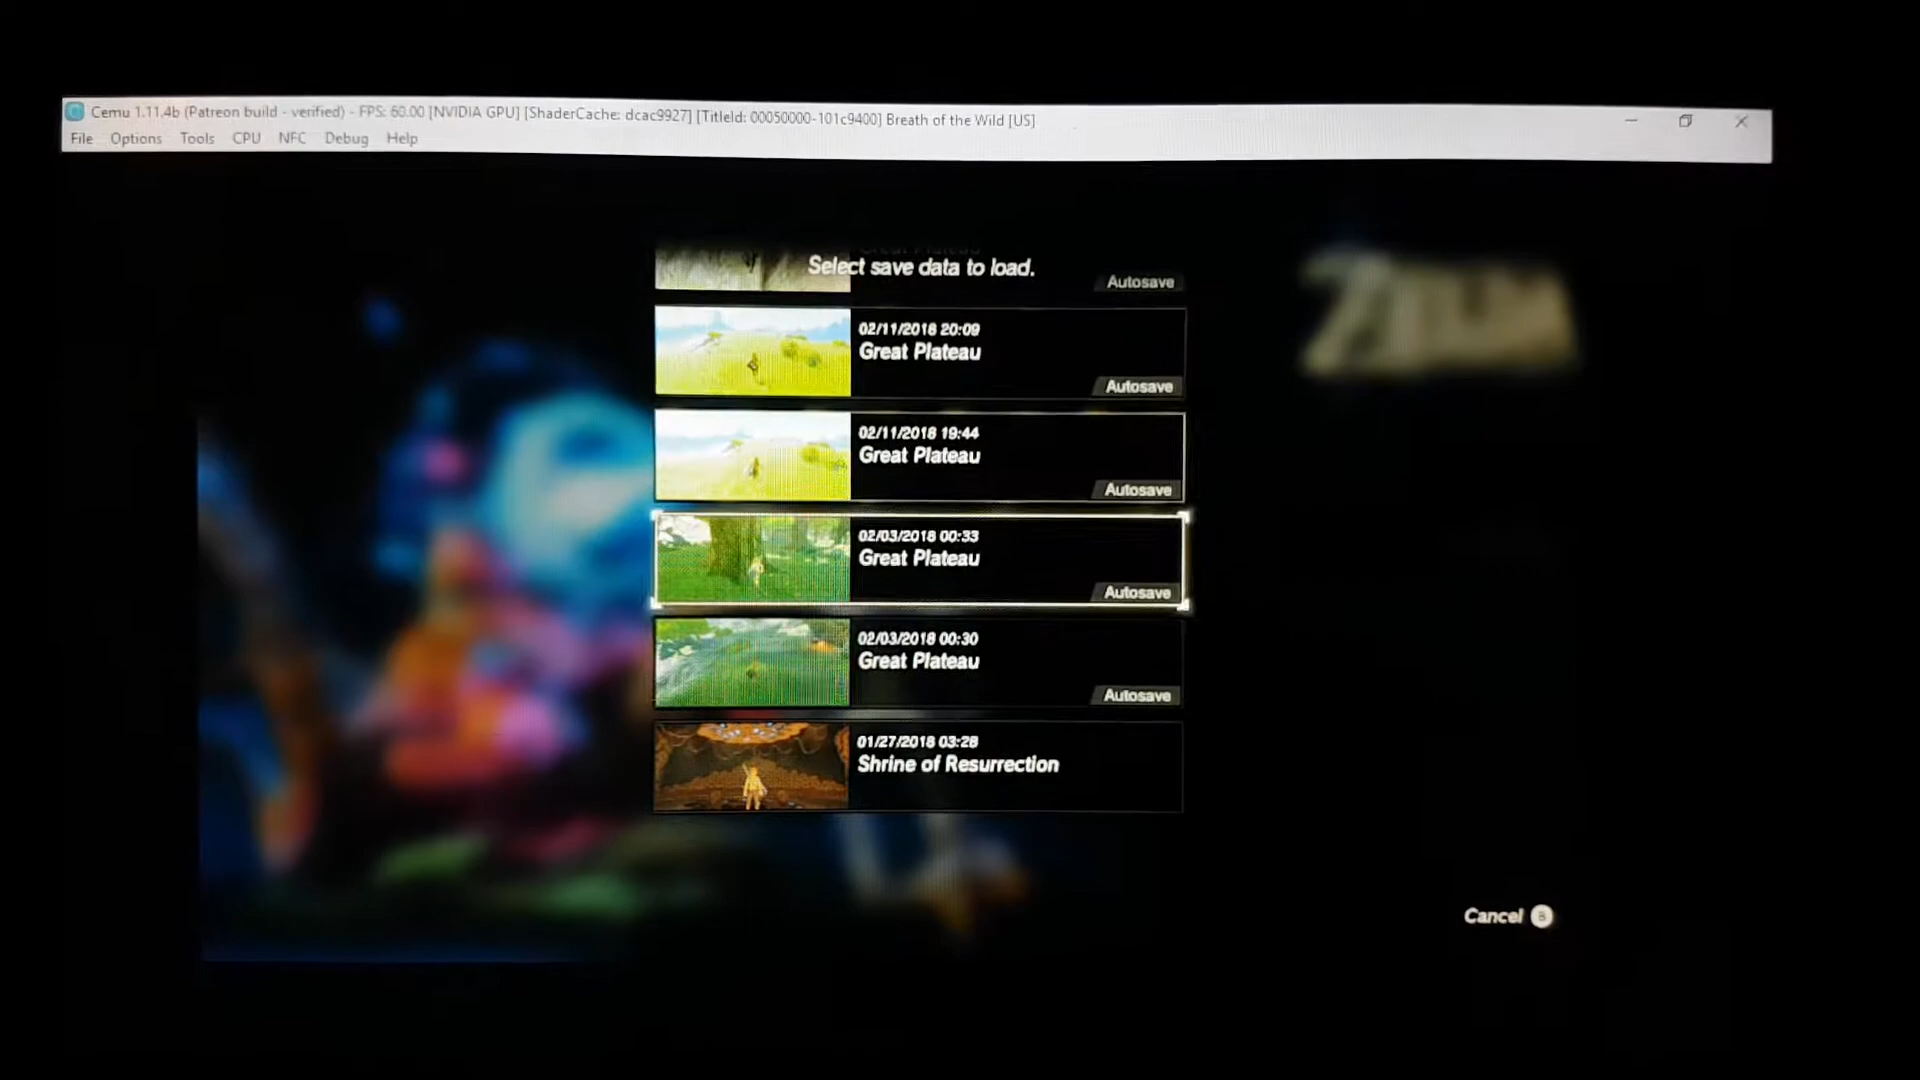 Cemu 1.11.4b (Patreon build - verified) - FPS: 60.00 [NVIDIA GPU] [ShaderCache: dcac9927] [TitleId: 00050000-101c9400] Breath of the Wild [US]
File Options Tools CPU NFC Debug Help
Great Plateau
Select save data to load.
Autosave
02/11/2018 20:09
Great Plateau
Autosave
02/11/2018 19:44
Great Plateau
Autosave
02/03/2018 00:33
Great Plateau
Autosave
02/03/2018 00:30
Great Plateau
Autosave
01/27/2018 03:28
Shrine of Resurrection
Cancel B